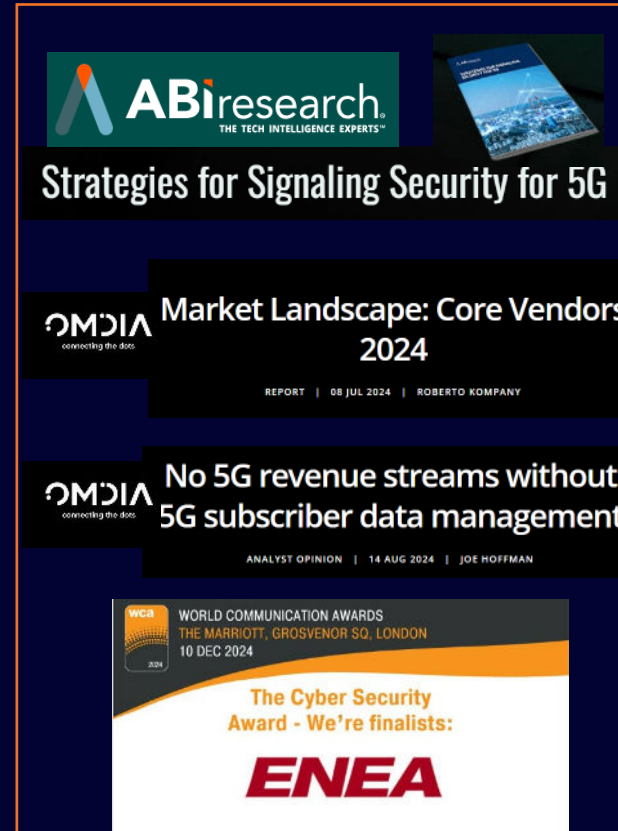 ABIresearch®
THE TECH INTELLIGENCE EXPERTS™
Strategies for Signaling Security for 5G
OMDIA
connecting the dots
Market Landscape: Core Vendors
2024
REPORT | 08 JUL 2024 | ROBERTO KOMPANY
OMDIA
connecting the dots
No 5G revenue streams without
5G subscriber data management
ANALYST OPINION | 14 AUG 2024 | JOE HOFFMAN
wca
2024
WORLD COMMUNICATION AWARDS
THE MARRIOTT, GROSVENOR SQ, LONDON
10 DEC 2024
The Cyber Security
Award - We're finalists:
ENEA